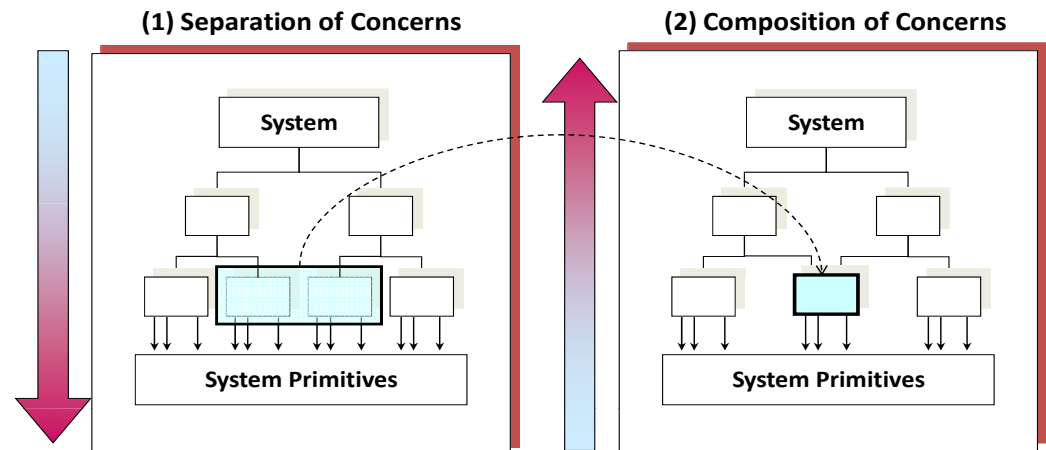 (1) Separation of Concerns
(2) Composition of Concerns
System
System
System Primitives
System Primitives